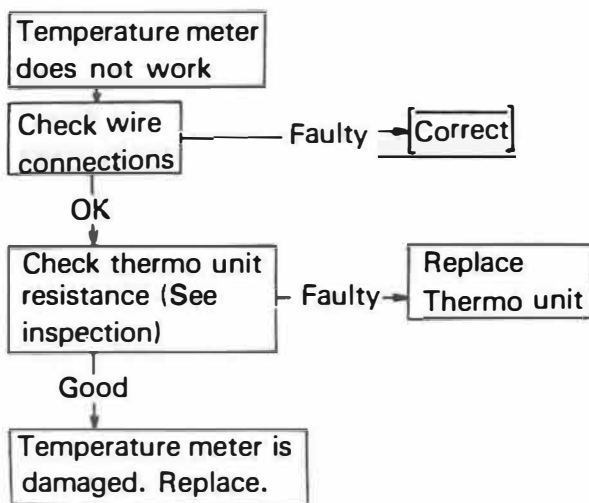 Temperature meter
does not work
Check wire
connections
Faulty
Correct
OK
Check thermo unit
resistance (See
inspection)
Faulty
Replace
Thermo unit
Good
Temperature meter is
damaged. Replace.